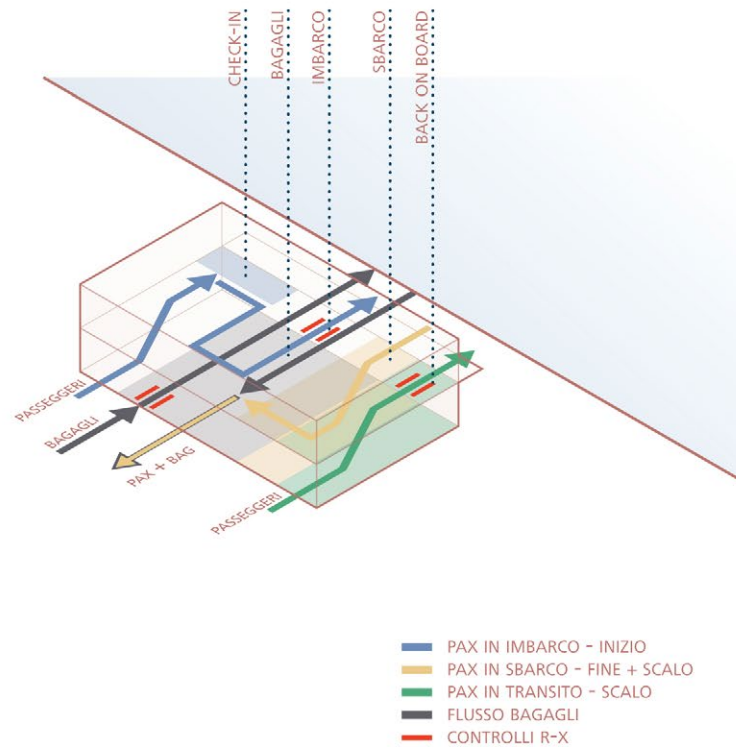 CHECK-IN
BAGAGLI
IMBARCO
SBARCO
BACK ON BOARD
PASSEGGERI
BAGAGLI
PAX + BAG
PASSEGGERI
PAX IN IMBARCO - INIZIO
PAX IN SBARCO - FINE + SCALO
PAX IN TRANSITO - SCALO
FLUSSO BAGAGLI
CONTROLLI R-X